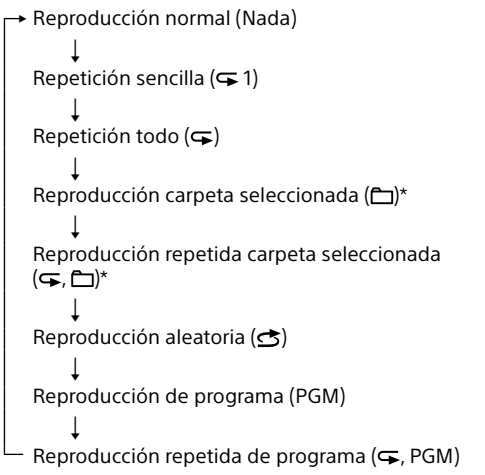 Reproducción normal (Nada)
Repetición sencilla (1)
Repetición todo ()
Reproducción carpeta seleccionada ()*
Reproducción repetida carpeta seleccionada
(, )*
Reproducción aleatoria ()
Reproducción de programa (PGM)
Reproducción repetida de programa (, PGM)